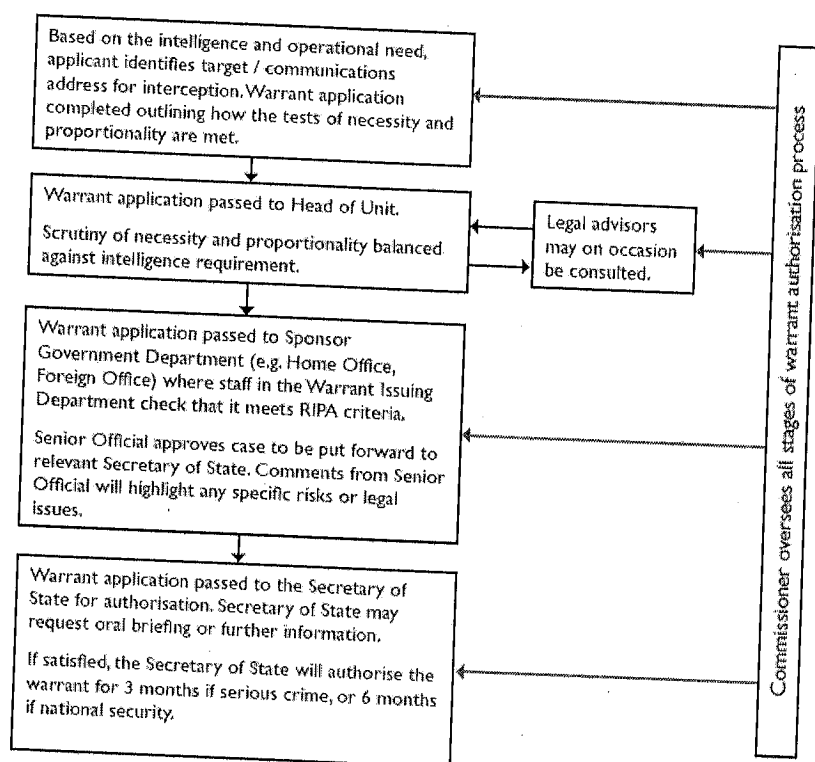 Based on the intelligence and operational need,
applicant identifies target / communications
address for interception. Warrant application
completed outlining how the tests of necessity and
proportionality are met.
Warrant application passed to Head of Unit.
Scrutiny of necessity and proportionality balanced
against intelligence requirement.
Legal advisors
may on occasion
be consulted.
Warrant application passed to Sponsor
Government Department (e.g. Home Office,
Foreign Office) where staff in the Warrant Issuing
Department check that it meets RIPA criteria.
Senior Official approves case to be put forward to
relevant Secretary of State. Comments from Senior
Official will highlight any specific risks or legal
issues.
Warrant application passed to the Secretary of
State for authorisation. Secretary of State may
request oral briefing or further information.
If satisfied, the Secretary of State will authorise the
warrant for 3 months if serious crime, or 6 months
if national security.
Commissioner oversees all stages of warrant authorisation process